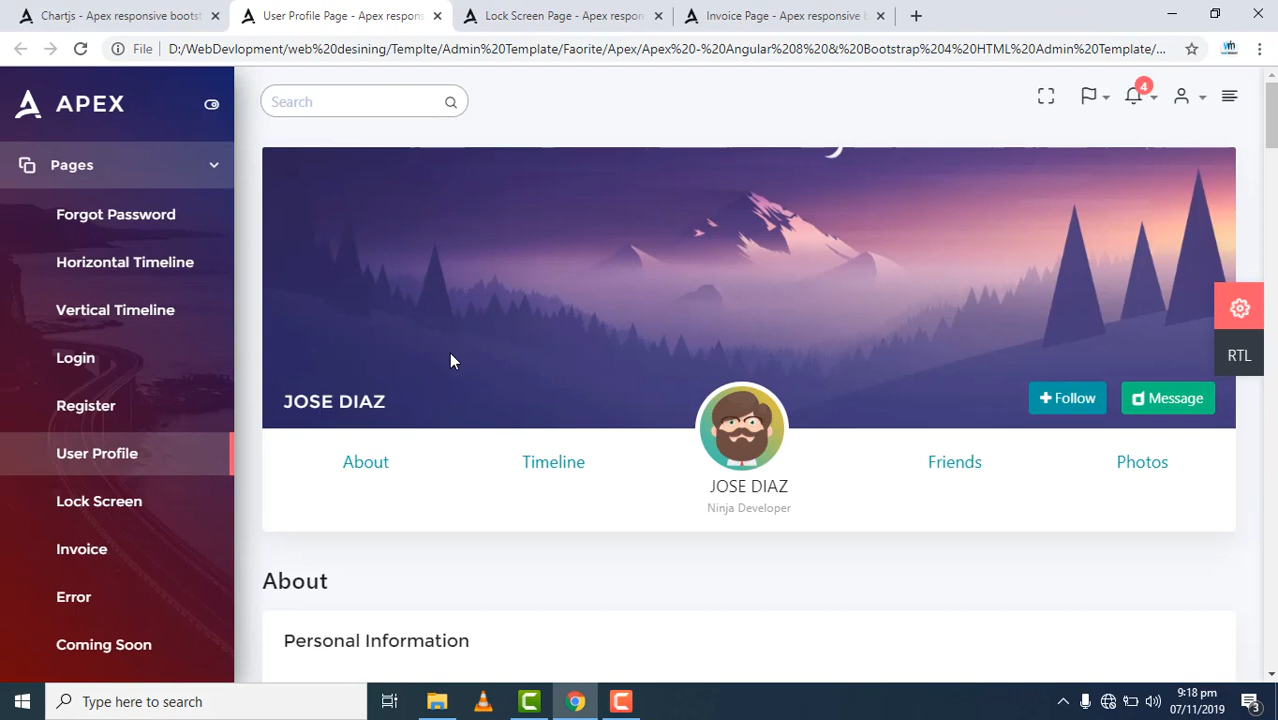 Chartjs - Apex responsive bootst
User Profile Page - Apex respons
Lock Screen Page - Apex respon
Invoice Page - Apex responsive b
File
D:/WebDevlopment/web%20desining/Templte/Admin%20Template/Faorite/Apex/Apex%20-%20Angular%208%20&%20Bootstrap%204%20HTML%20Admin%20Template/...
APEX
Search
4
Pages
Forgot Password
Horizontal Timeline
Vertical Timeline
Login
Register
User Profile
Lock Screen
Invoice
Error
Coming Soon
RTL
JOSE DIAZ
Follow
Message
About
Timeline
Friends
Photos
JOSE DIAZ
Ninja Developer
About
Personal Information
Type here to search
9:18 pm
07/11/2019
3